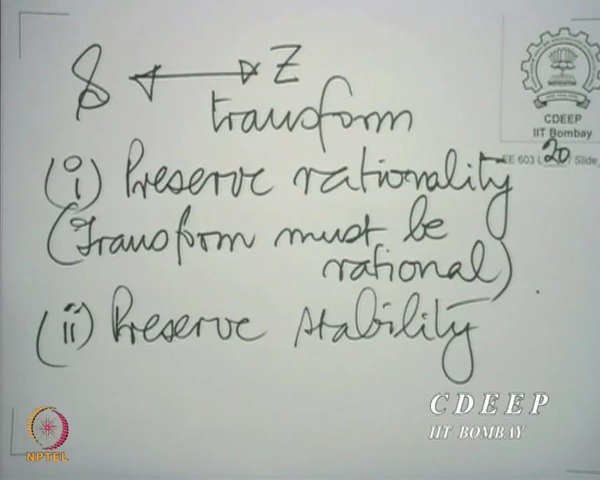 S ↔ Z
transform
(i) Preserve rationality
(Transform must be
rational)
(ii) Preserve stability
CDEEP
IIT Bombay
EE 603 L 20 / Slide
CDEEP
IIT BOMBAY
NPTEL